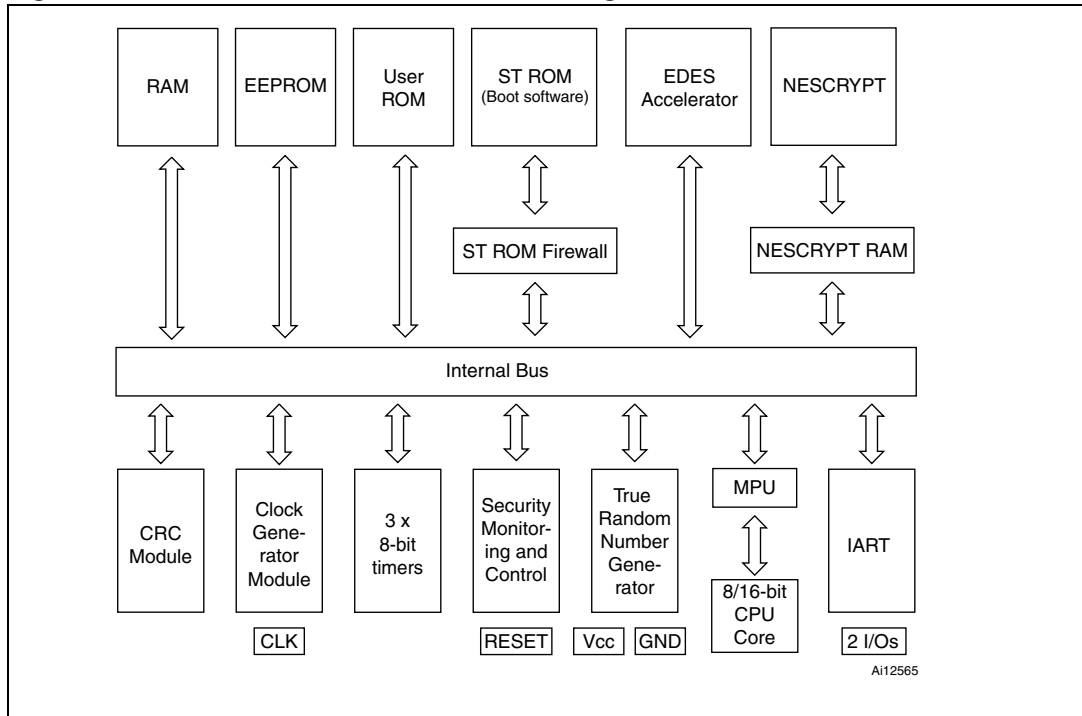 RAM
EEPROM
User
ROM
ST ROM
(Boot software)
EDES
Accelerator
NESCRYPT
ST ROM Firewall
NESCRYPT RAM
Internal Bus
CRC
Module
Clock
Gene-
rator
Module
3 x
8-bit
timers
Security
Monitor-
ing and
Control
True
Random
Number
Gene-
rator
MPU
8/16-bit
CPU
Core
IART
CLK
RESET
Vcc
GND
2 I/Os
Ai12565